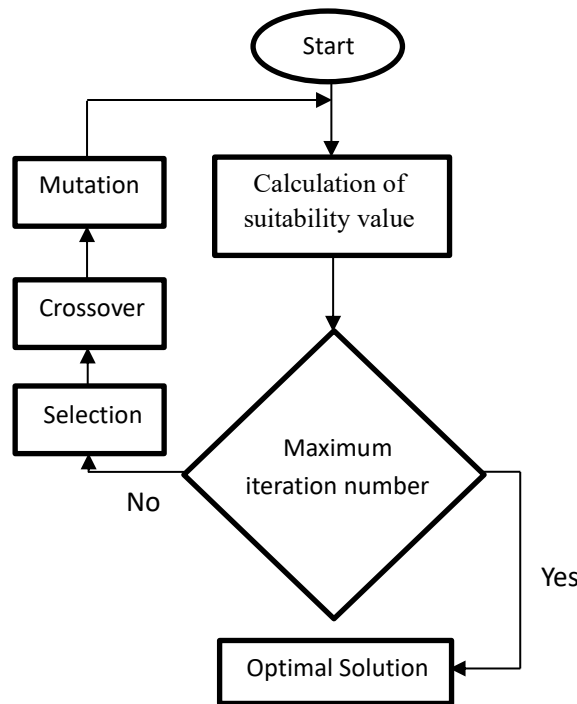 Start
Calculation of
suitability value
Mutation
Crossover
Selection
Maximum
iteration number
No
Yes
Optimal Solution